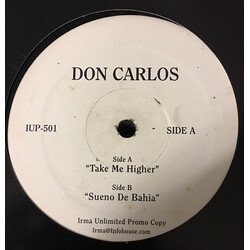 DON CARLOS
IUP-501 SIDE A
Side A
"Take Me Higher"
Side B
"Sueno De Bahia"
Irma Unlimited Promo Copy
Irma@fplohouse.com